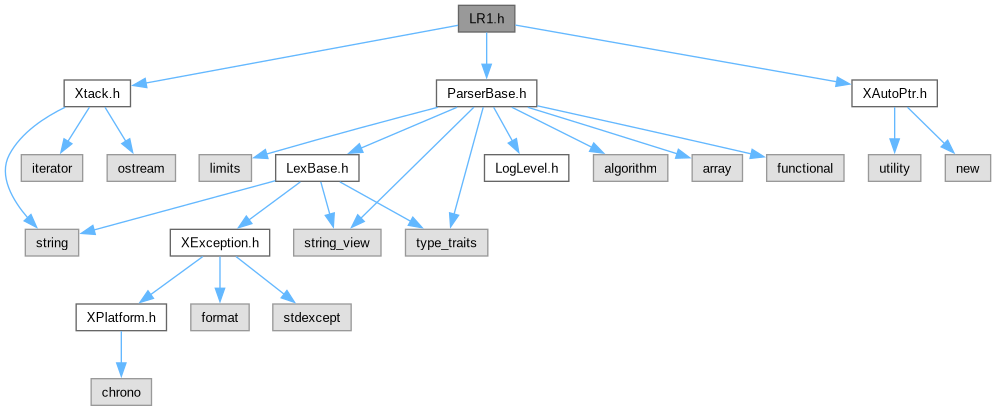 LR1.h
Xtack.h
ParserBase.h
XAutoPtr.h
iterator
ostream
limits
LexBase.h
LogLevel.h
algorithm
array
functional
utility
new
string
XException.h
string_view
type_traits
XPlatform.h
format
stdexcept
chrono